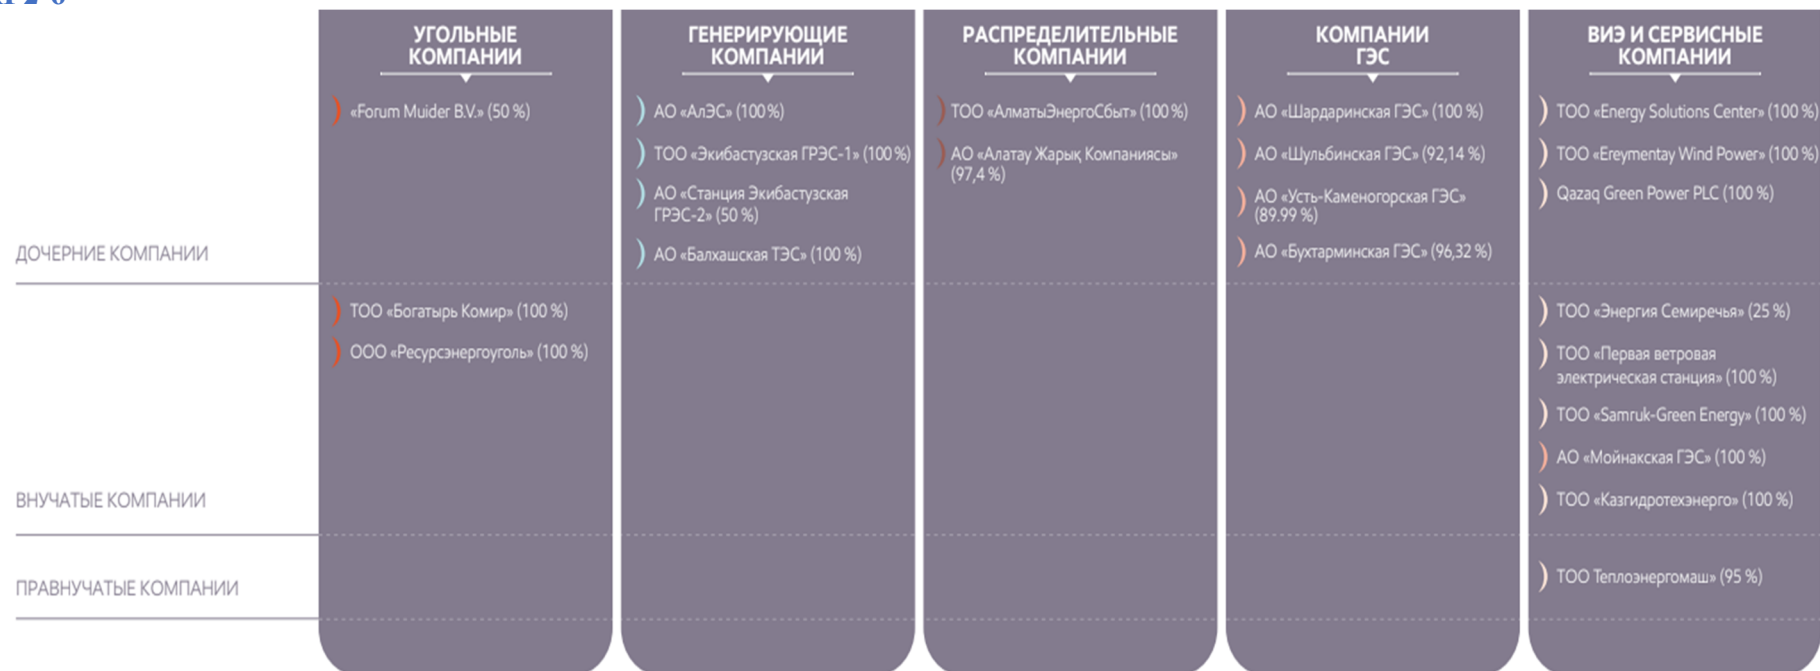 УГОЛЬНЫЕ
КОМПАНИИ
«Forum Muider B.V.» (50 %)
ТОО «Богатырь Комир» (100 %)
ООО «Ресурсэнергоуголь» (100 %)
ГЕНЕРИРУЮЩИЕ
КОМПАНИИ
АО «АлЭС» (100 %)
ТОО «Экибастузская ГРЭС-1» (100 %)
АО «Станция Экибастузская
ГРЭС-2» (50 %)
АО «Балхашская ТЭС» (100 %)
РАСПРЕДЕЛИТЕЛЬНЫЕ
КОМПАНИИ
ТОО «АлматыЭнергоСбыт» (100 %)
АО «Алатау Жарық Компаниясы»
(97,4 %)
КОМПАНИИ
ГЭС
АО «Шардаринская ГЭС» (100 %)
АО «Шульбинская ГЭС» (92,14 %)
АО «Усть-Каменогорская ГЭС»
(89.99 %)
АО «Бухтарминская ГЭС» (96,32 %)
ВИЭ И СЕРВИСНЫЕ
КОМПАНИИ
ТОО «Energy Solutions Center» (100 %)
ТОО «Ereymentay Wind Power» (100 %)
Qazaq Green Power PLC (100 %)
ТОО «Энергия Семиречья» (25 %)
ТОО «Первая ветровая
электрическая станция» (100 %)
ТОО «Samruk-Green Energy» (100 %)
АО «Мойнакская ГЭС» (100 %)
ТОО «Казгидротехэнерго» (100 %)
ТОО Теплоэнергомаш» (95 %)
ДОЧЕРНИЕ КОМПАНИИ
ВНУЧАТЫЕ КОМПАНИИ
ПРАВНУЧАТЫЕ КОМПАНИИ